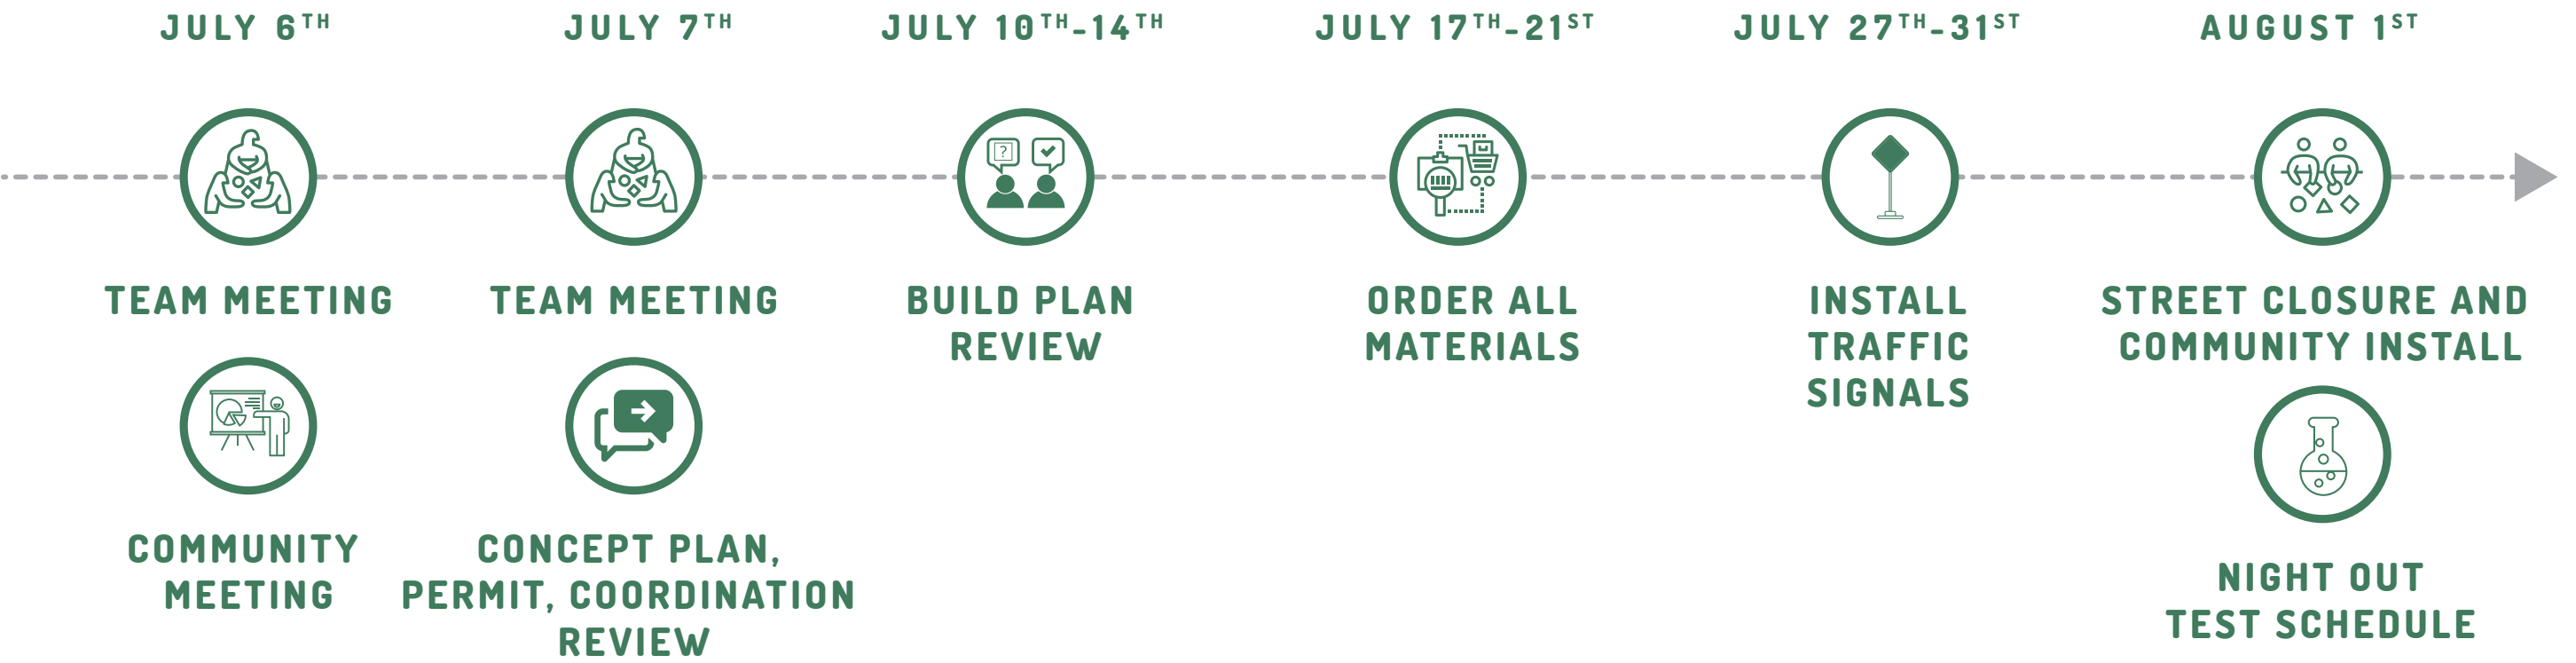 JULY 6TH
TEAM MEETING
COMMUNITY
MEETING
JULY 7TH
TEAM MEETING
CONCEPT PLAN,
PERMIT, COORDINATION
REVIEW
JULY 10TH-14TH
?
BUILD PLAN
REVIEW
JULY 17TH-21ST
ORDER ALL
MATERIALS
JULY 27TH-31ST
INSTALL
TRAFFIC
SIGNALS
AUGUST 1ST
STREET CLOSURE AND
COMMUNITY INSTALL
NIGHT OUT
TEST SCHEDULE